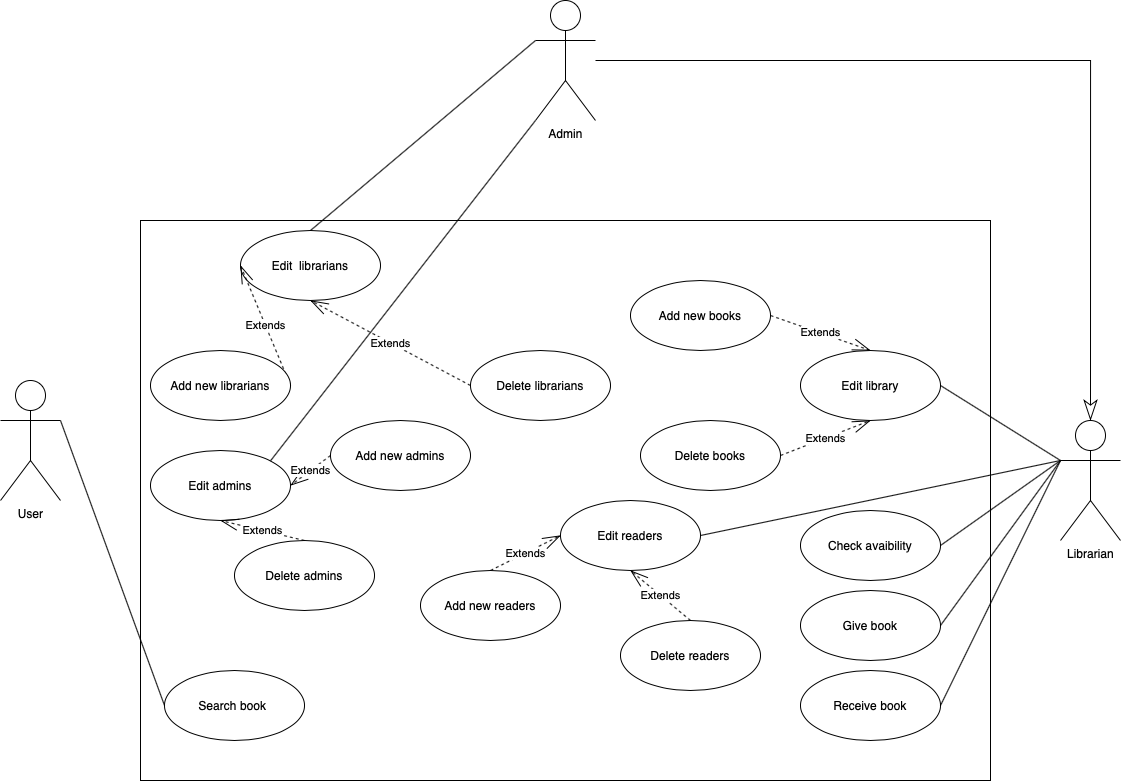 Admin
Edit  librarians
Extends
Add new books
Extends
Extends
Add new librarians
Delete librarians
Edit library
Extends
Add new admins
Delete books
Extends
Edit admins
User
Extends
Edit readers
Check avaibility
Librarian
Extends
Delete admins
Extends
Add new readers
Give book
Delete readers
Search book
Receive book